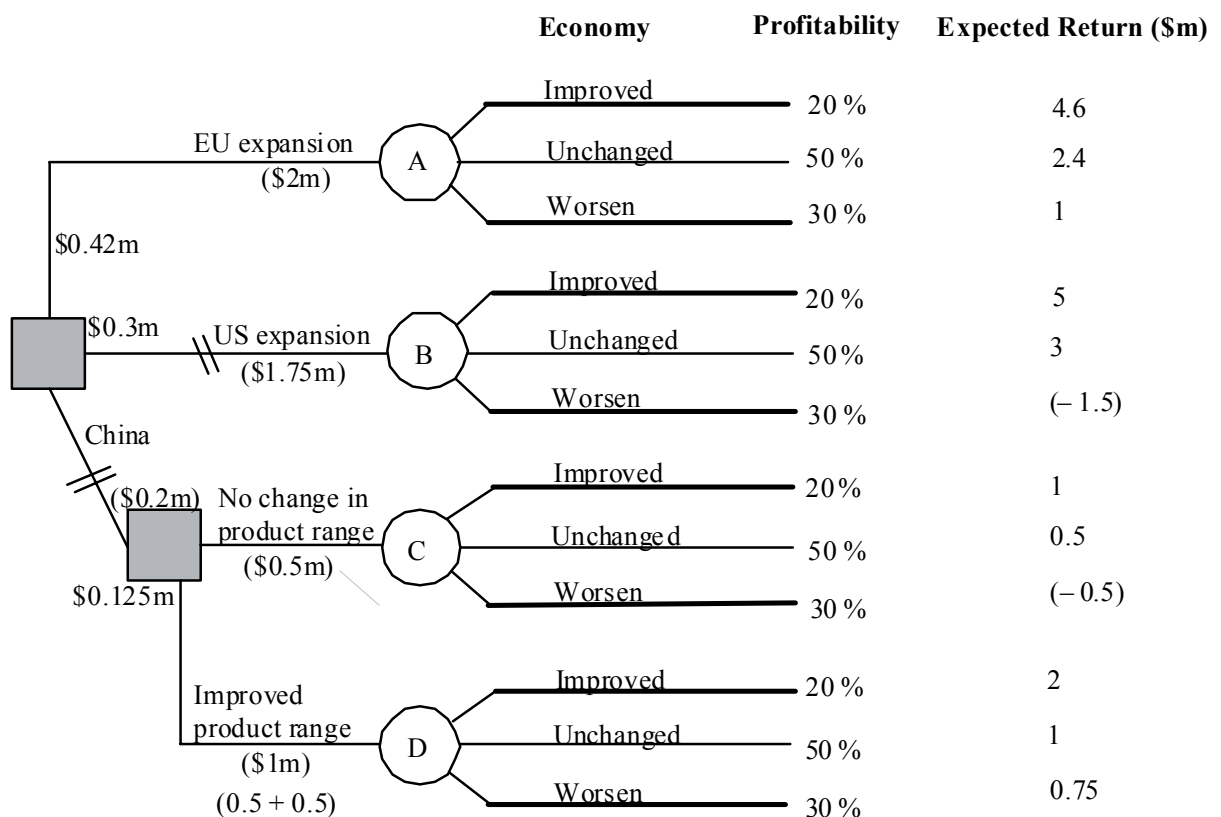 Economy Profitability Expected Return ($m)
Improved 20 % 4.6
EU expansion
($2m)
A
Unchanged 50 % 2.4
Worsen 30 % 1
$0.42m
Improved 20 % 5
$0.3m
US expansion
($1.75m)
B
Unchanged 50% 3
Worsen 30 % (– 1.5)
China
($0.2m)
Improved 20% 1
No change in
product range
($0.5m)
C
Unchanged 50 % 0.5
Worsen 30 % (– 0.5)
$0.125m
Improved 20 % 2
Improved
product range
($1m)
(0.5 + 0.5)
D
Unchanged 50 % 1
Worsen 30 % 0.75